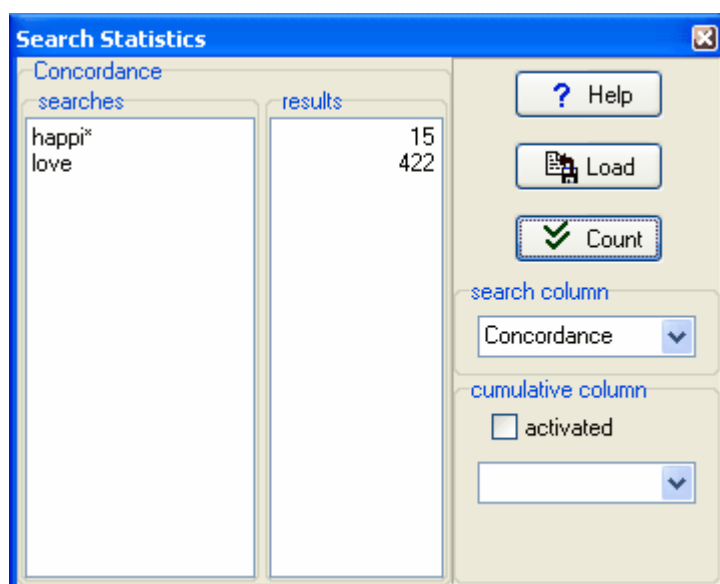 Search Statistics
Concordance
searches
results
happi*
15
love
422
? Help
Load
Count
search column
Concordance
cumulative column
activated